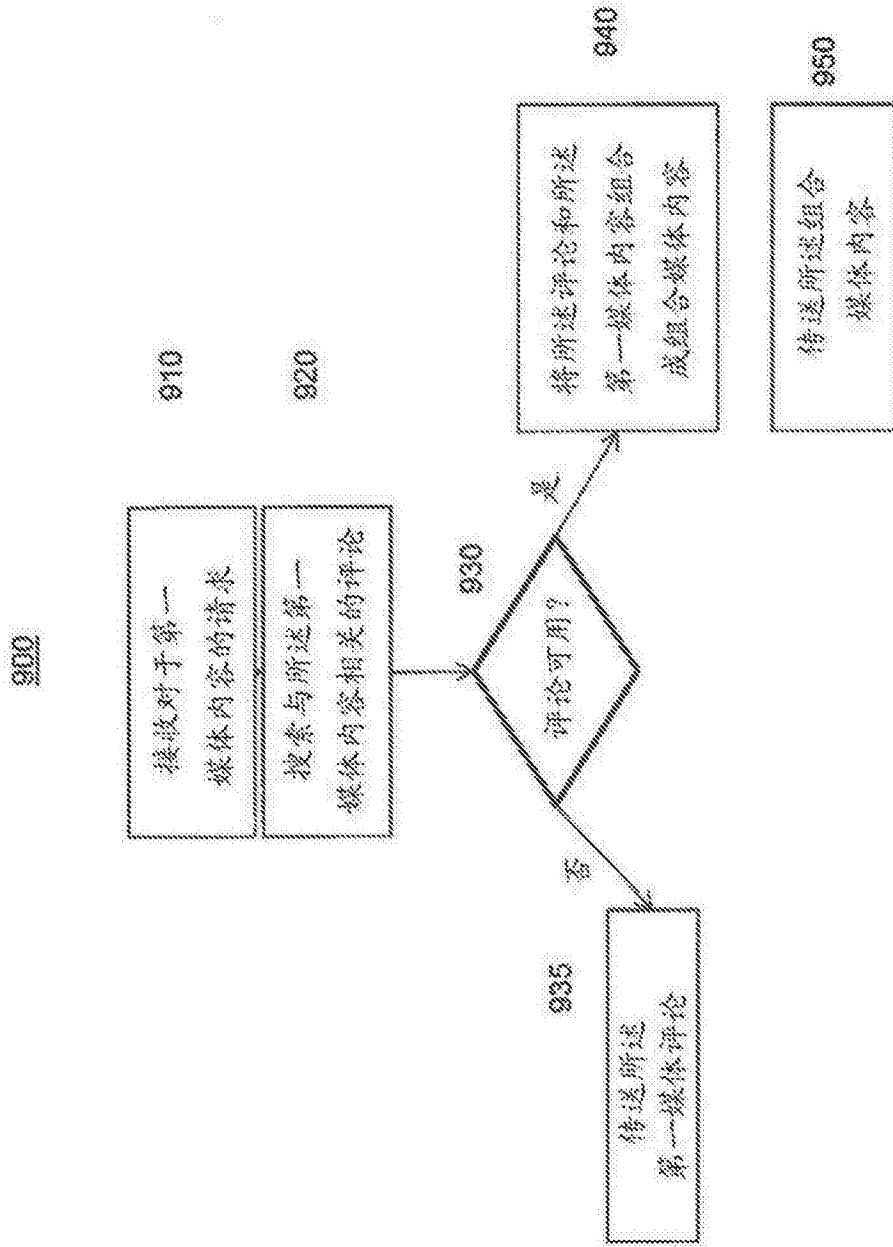 900
910
接收对于第一
媒体内容的请求
920
搜索与所述第一
媒体内容相关的评论
930
评论可用?
否
是
935
传送所述
第一媒体评论
940
将所述评论和所述
第一媒体内容组合
成组合媒体内容
950
传送所述组合
媒体内容